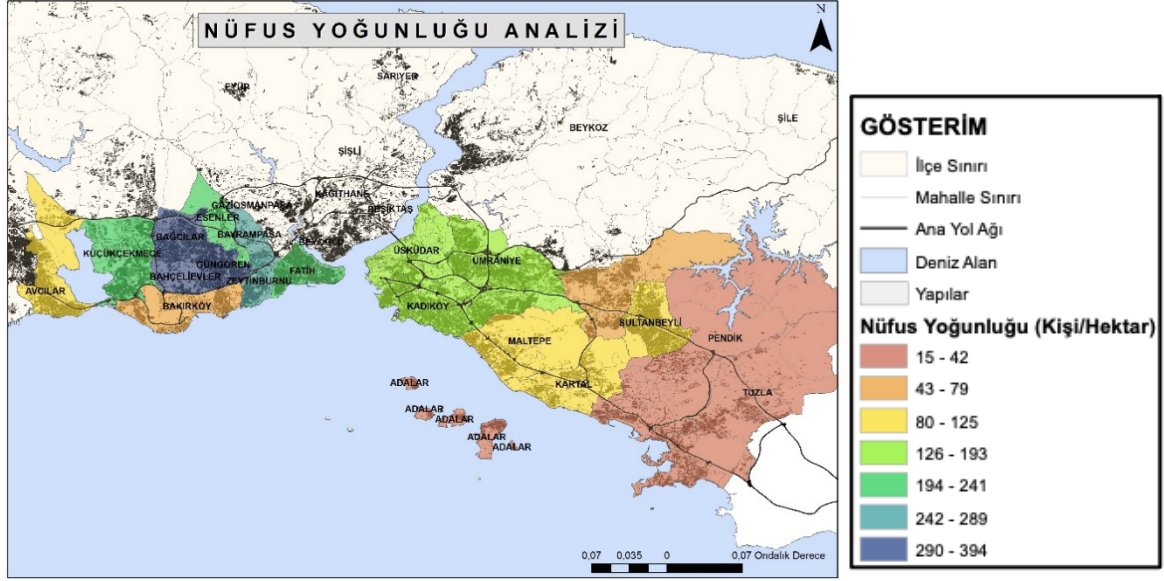 NÜFUS YOĞUNLUĞU ANALİZİ
N
SARIYER
EYÜP
ŞİLE
BEYKOZ
ŞİŞLİ
KAĞITHANE
GAZİOSMANPAŞA
BEŞİKTAŞ
ESENLER
BAYRAMPAŞA
BAĞCILAR
BEYOĞLU
KÜÇÜKÇEKMECE
ÜSKÜDAR
ÜMRANİYE
GÜNGÖREN
FATİH
BAHÇELİEVLER
ZEYTİNBURNU
AVCILAR
BAKIRKÖY
KADIKÖY
SULTANBEYLİ
MALTEPE
PENDİK
KARTAL
ADALAR
TUZLA
ADALAR
ADALAR
ADALAR
ADALAR
0,07 0,035 0 0,07 Ondalık Derece
GÖSTERİM
İlçe Sınırı
Mahalle Sınırı
Ana Yol Ağı
Deniz Alan
Yapılar
Nüfus Yoğunluğu (Kişi/Hektar)
15 - 42
43 - 79
80 - 125
126 - 193
194 - 241
242 - 289
290 - 394